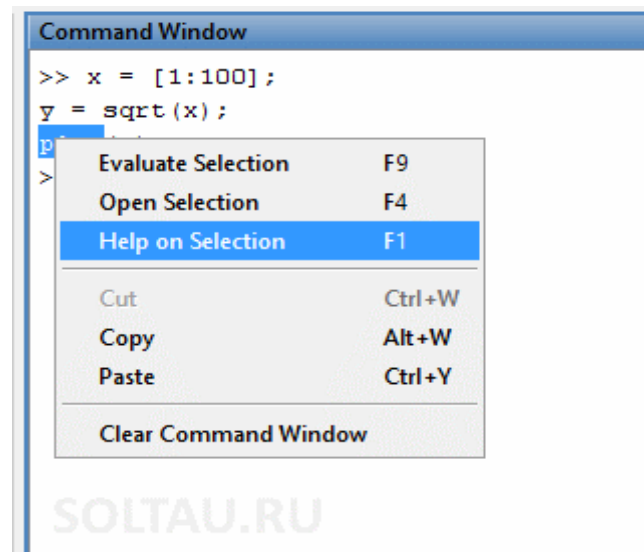 Command Window
>> x = [1:100];
y = sqrt(x);
>
Evaluate Selection F9
Open Selection F4
Help on Selection F1
Cut Ctrl+W
Copy Alt+W
Paste Ctrl+Y
Clear Command Window
SOLTAU.RU